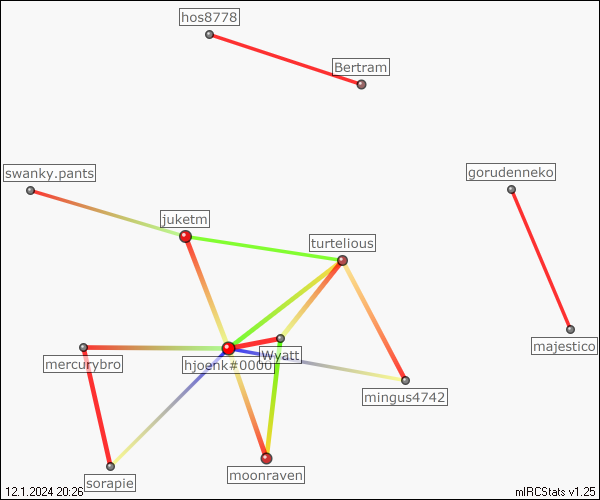 hos8778
Bertram
swanky.pants
gorudenneko
juketm
turtelious
majestico
Wyatt
mercurybro
hjoenk#0000
mingus4742
moonraven
sorapie
12.1.2024 20:26
mIRCStats v1.25